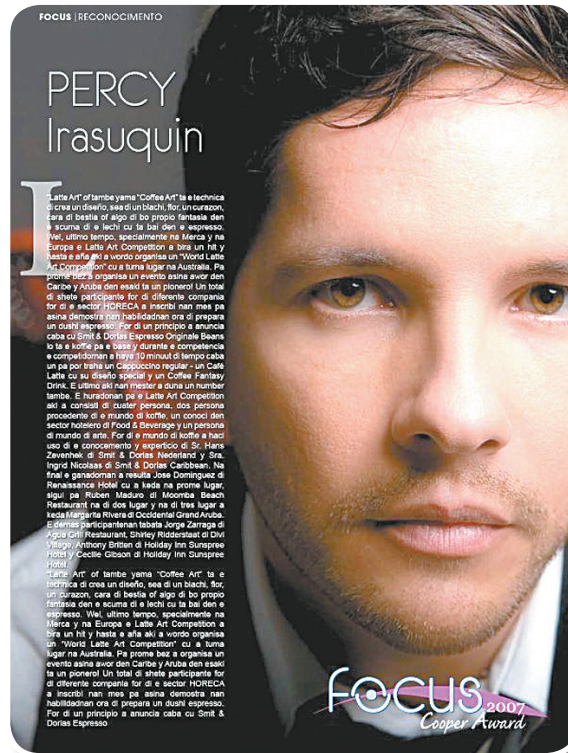 FOCUS | RECONOCIMENTO
PERCY
Irasuquin
L
"Latte Art" of tambe yama "Coffee Art" ta e technica
di crea un diseño, sea di un blachi, flor, un curazon,
cara di bestia of algo di bo propio fantasia den
e scuma di e lechi cu ta bai den e espresso.
Wel, ultimo tempo, specialmente na Merca y na
Europa e Latte Art Competition a bira un hit y
hasta e aña aki a wordo organisa un "World Latte
Art Competition" cu a tuma lugar na Australia. Pa
prome bez a organisa un evento asina awor den
Caribe y Aruba den esaki ta un pionero! Un total
di shete participante for di diferente compania
for di e sector HORECA a inscribi nan mes pa
asina demostra nan habilidadnan ora di prepara
un dushi espresso. For di un principio a anuncia
caba cu Smit & Dorlas Espresso Originale Beans
lo ta e koffie pa e base y durante e competencia
e competidornan a haya 10 minuut di tempo caba
un pa por traha un Cappuccino regular - un Café
Latte cu su diseño special y un Coffee Fantasy
Drink. E ultimo aki nan mester a duna un number
tambe. E huradonan pa e Latte Art Competition
aki a consisti di cuater persona, dos persona
procedente di e mundo di koffie, un conoci den
sector hotelero di Food & Beverage y un persona
di mundo di arte. For di e mundo di koffie a haci
uso di e conocemento y experticio di Sr. Hans
Zevenhek di Smit & Dorlas Nederland y Sra.
Ingrid Nicolaas di Smit & Dorlas Caribbean. Na
final e ganadornan a resulta Jose Dominguez di
Renaissance Hotel cu a keda na prome lugar,
sigui pa Ruben Maduro di Moomba Beach
Restaurant na di dos lugar y na di tres lugar a
keda Margarita Rivera di Occidental Grand Aruba.
E demas participantenan tabata Jorge Zarraga di
Agua Grill Restaurant, Shirley Ridderstaat di Divi
Village, Anthony Britten di Holiday Inn Sunspree
Hotel y Cecille Gibson di Holiday Inn Sunspree
Hotel.
"Latte Art" of tambe yama "Coffee Art" ta e
technica di crea un diseño, sea di un blachi, flor,
un curazon, cara di bestia of algo di bo propio
fantasia den e scuma di e lechi cu ta bai den e
espresso. Wel, ultimo tempo, specialmente na
Merca y na Europa e Latte Art Competition a
bira un hit y hasta e aña aki a wordo organisa
un "World Latte Art Competition" cu a tuma
lugar na Australia. Pa prome bez a organisa un
evento asina awor den Caribe y Aruba den esaki
ta un pionero! Un total di shete participante for
di diferente compania for di e sector HORECA
a inscribi nan mes pa asina demostra nan
habilidadnan ora di prepara un dushi espresso.
For di un principio a anuncia caba cu Smit &
Dorlas Espresso
FOCUS 2007
Cooper Award